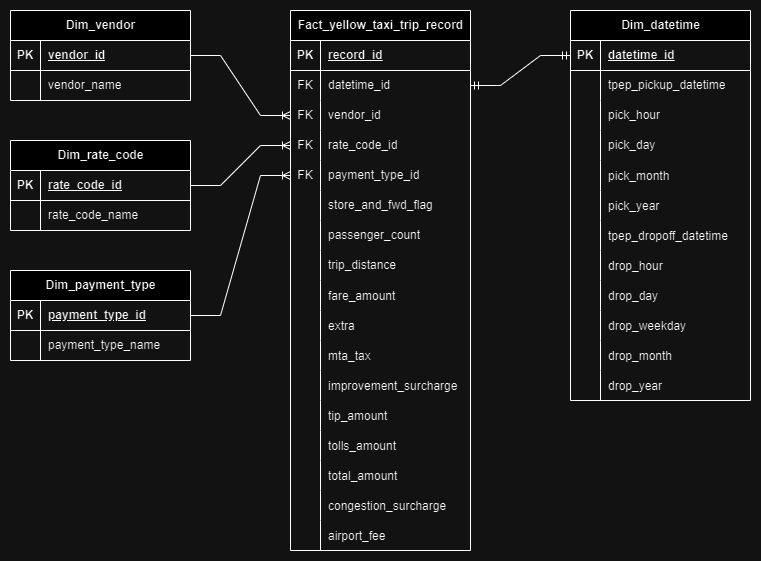 Dim_vendor
PK vendor_id
vendor_name
Dim_rate_code
PK rate_code_id
rate_code_name
Dim_payment_type
PK payment_type_id
payment_type_name
Fact_yellow_taxi_trip_record
PK record_id
FK datetime_id
FK vendor_id
FK rate_code_id
FK payment_type_id
store_and_fwd_flag
passenger_count
trip_distance
fare_amount
extra
mta_tax
improvement_surcharge
tip_amount
tolls_amount
total_amount
congestion_surcharge
airport_fee
Dim_datetime
PK datetime_id
tpep_pickup_datetime
pick_hour
pick_day
pick_month
pick_year
tpep_dropoff_datetime
drop_hour
drop_day
drop_weekday
drop_month
drop_year